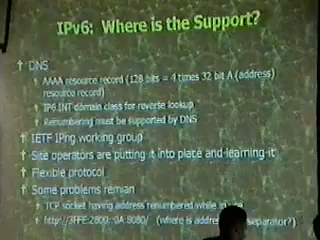 IPv6: Where is the Support?
DNS
AAAA resource record (128 bits = 4 times 32 bit A (address)
resource record)
IP6.INT domain class for reverse lookup
Renumbering must be supported by DNS
IETF IPng working group
Site operators are putting it into place and learning it
Flexible protocol
Some problems remian
TCP socket having address renumbered while in
http://3FFE:2800: :0A:8080/ (where is address separator?)